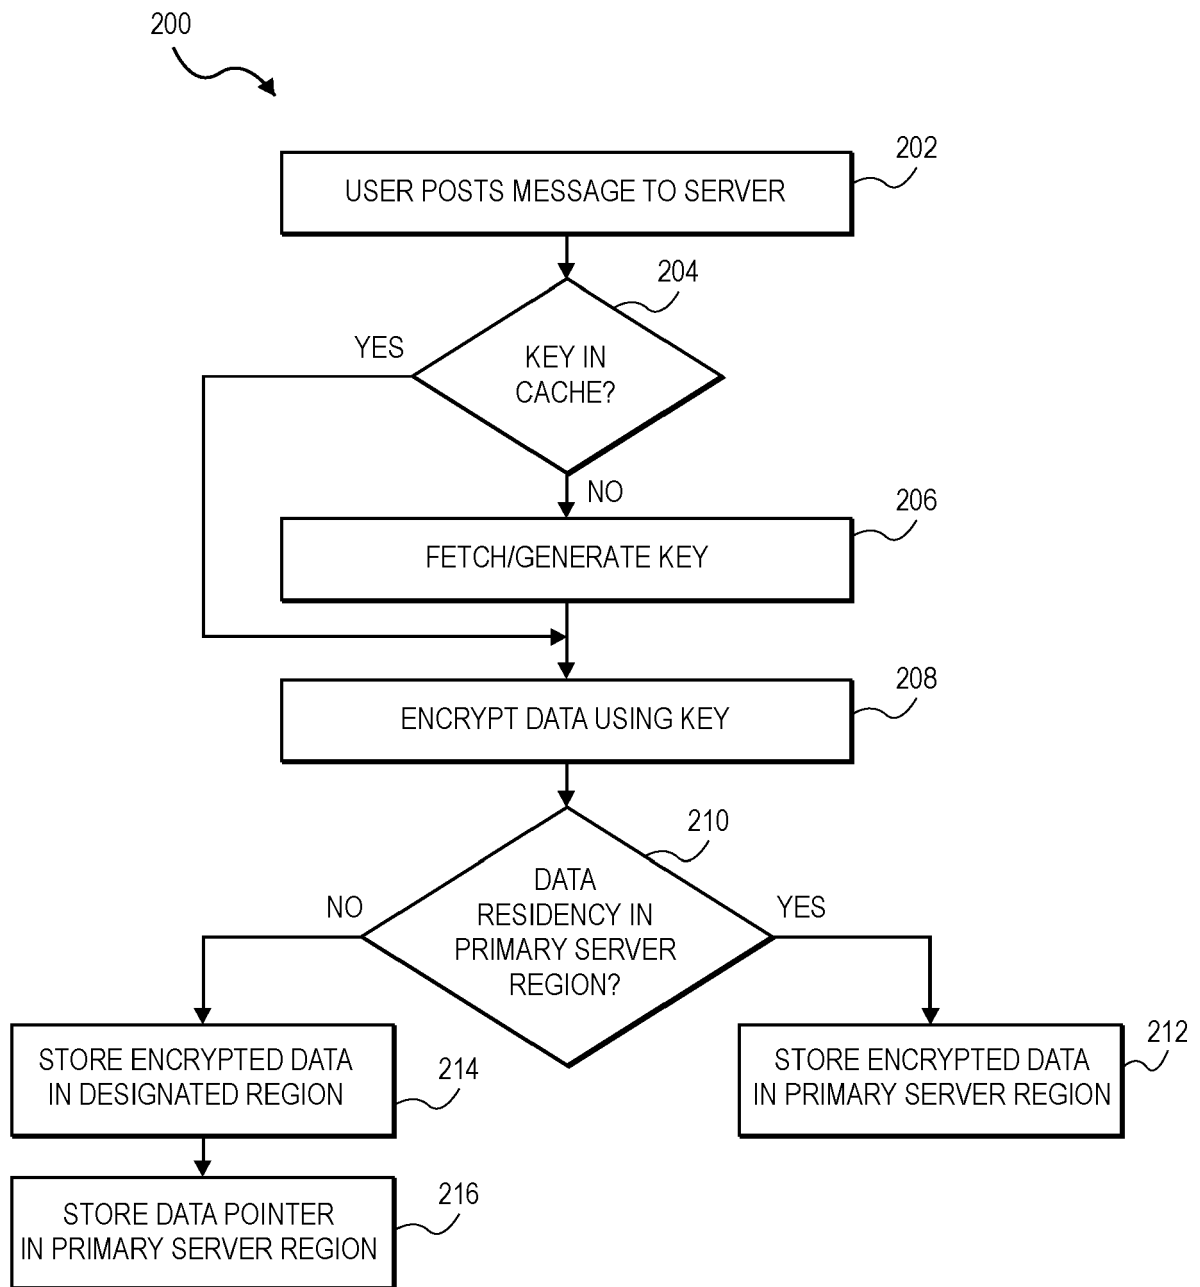 200
USER POSTS MESSAGE TO SERVER
202
204
YES
KEY IN
CACHE?
NO
206
FETCH/GENERATE KEY
208
ENCRYPT DATA USING KEY
210
NO
DATA
RESIDENCY IN
PRIMARY SERVER
REGION?
YES
STORE ENCRYPTED DATA
IN DESIGNATED REGION
214
STORE ENCRYPTED DATA
IN PRIMARY SERVER REGION
212
STORE DATA POINTER
IN PRIMARY SERVER REGION
216